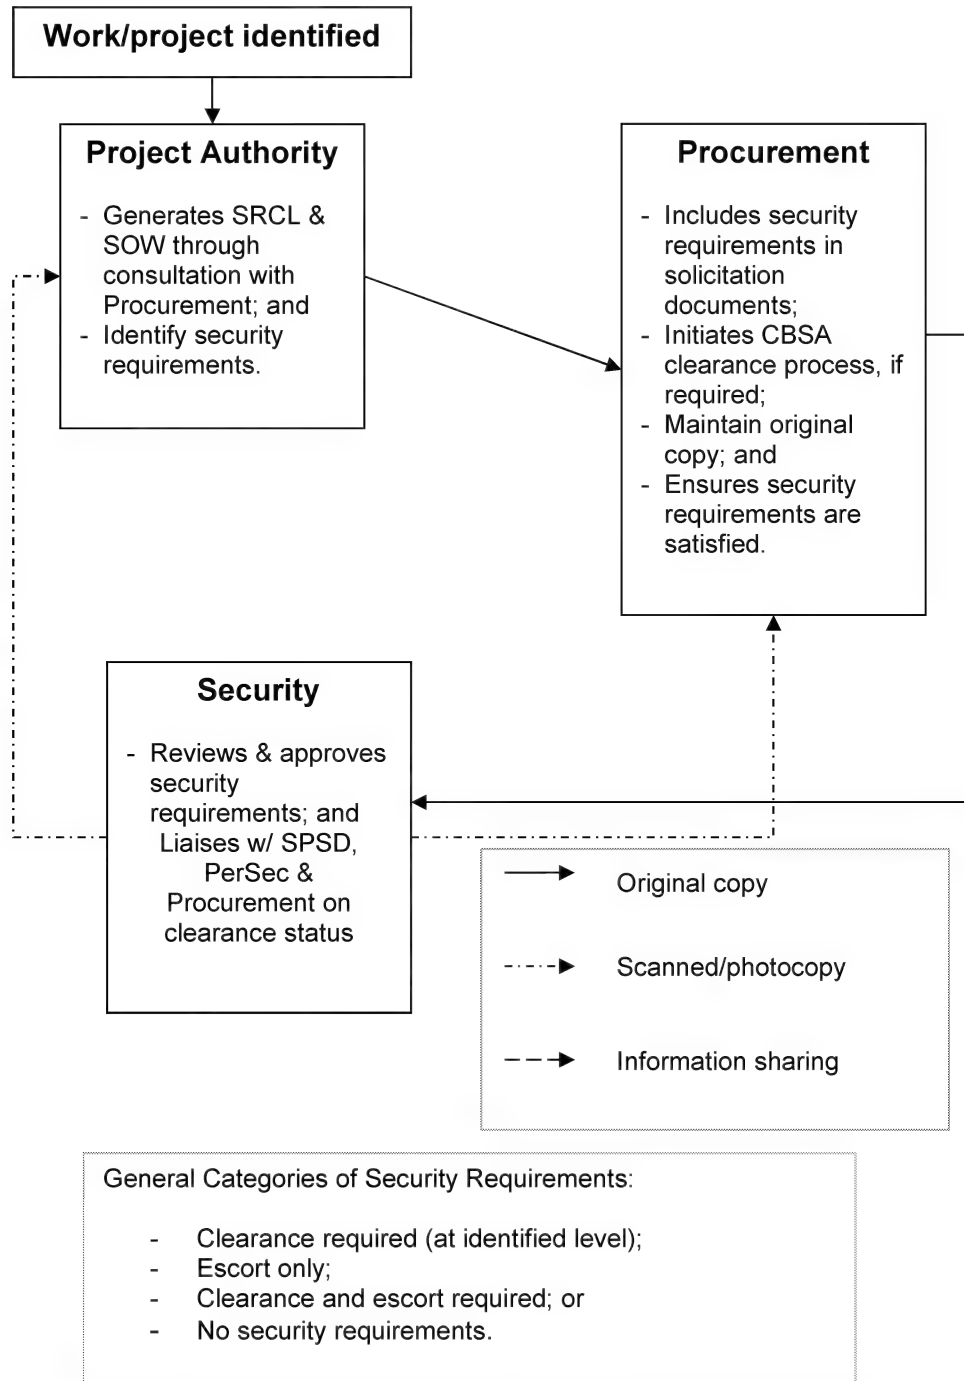 Work/project identified
Project Authority
- Generates SRCL &
SOW through
consultation with
Procurement; and
- Identify security
requirements.
Procurement
- Includes security
requirements in
solicitation
documents;
- Initiates CBSA
clearance process, if
required;
- Maintain original
copy; and
- Ensures security
requirements are
satisfied.
Security
- Reviews & approves
security
requirements; and
Liaises w/ SPSD,
PerSec &
Procurement on
clearance status
Original copy
Scanned/photocopy
Information sharing
General Categories of Security Requirements:
- Clearance required (at identified level);
- Escort only;
- Clearance and escort required; or
- No security requirements.